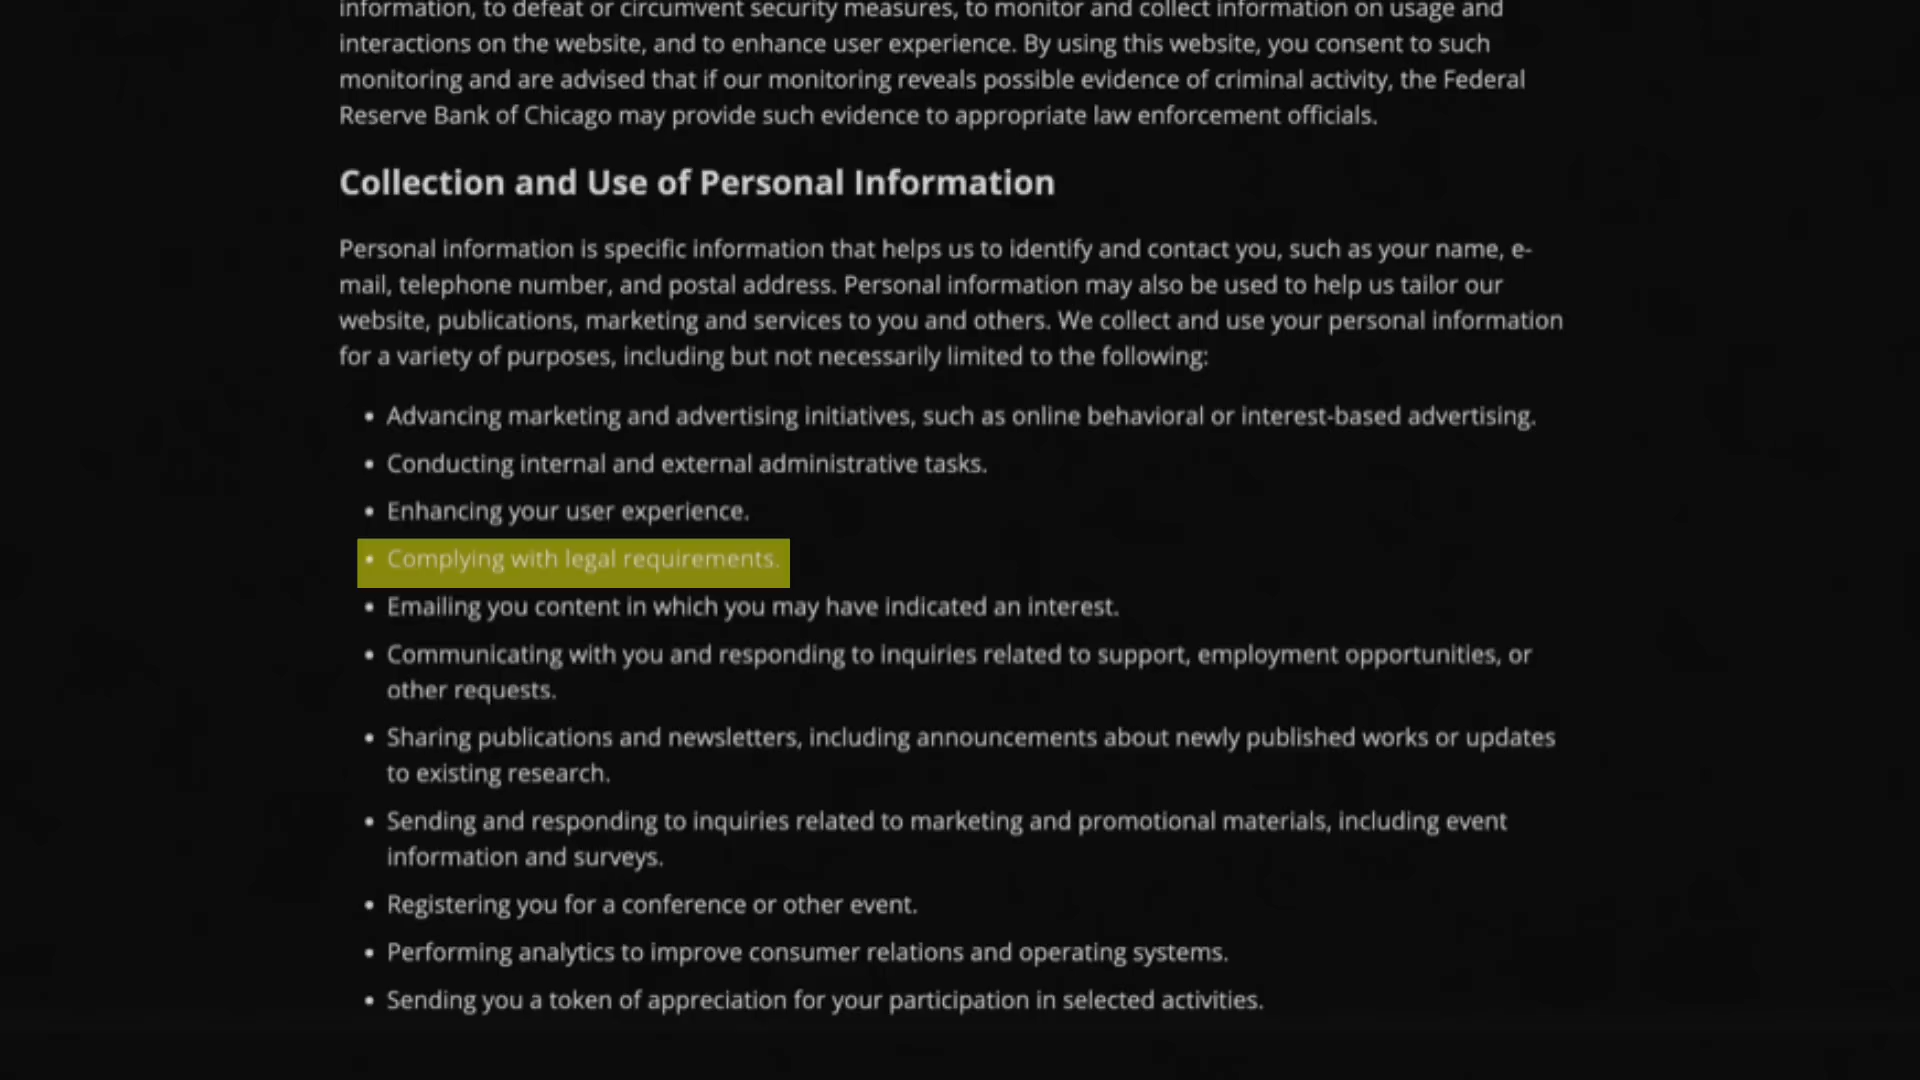 information, to defeat or circumvent security measures, to monitor and collect information on usage and
interactions on the website, and to enhance user experience. By using this website, you consent to such
monitoring and are advised that if our monitoring reveals possible evidence of criminal activity, the Federal
Reserve Bank of Chicago may provide such evidence to appropriate law enforcement officials.
Collection and Use of Personal Information
Personal information is specific information that helps us to identify and contact you, such as your name, e-
mail, telephone number, and postal address. Personal information may also be used to help us tailor our
website, publications, marketing and services to you and others. We collect and use your personal information
for a variety of purposes, including but not necessarily limited to the following:
• Advancing marketing and advertising initiatives, such as online behavioral or interest-based advertising.
• Conducting internal and external administrative tasks.
• Enhancing your user experience.
• Complying with legal requirements.
• Emailing you content in which you may have indicated an interest.
• Communicating with you and responding to inquiries related to support, employment opportunities, or
other requests.
• Sharing publications and newsletters, including announcements about newly published works or updates
to existing research.
• Sending and responding to inquiries related to marketing and promotional materials, including event
information and surveys.
• Registering you for a conference or other event.
• Performing analytics to improve consumer relations and operating systems.
• Sending you a token of appreciation for your participation in selected activities.